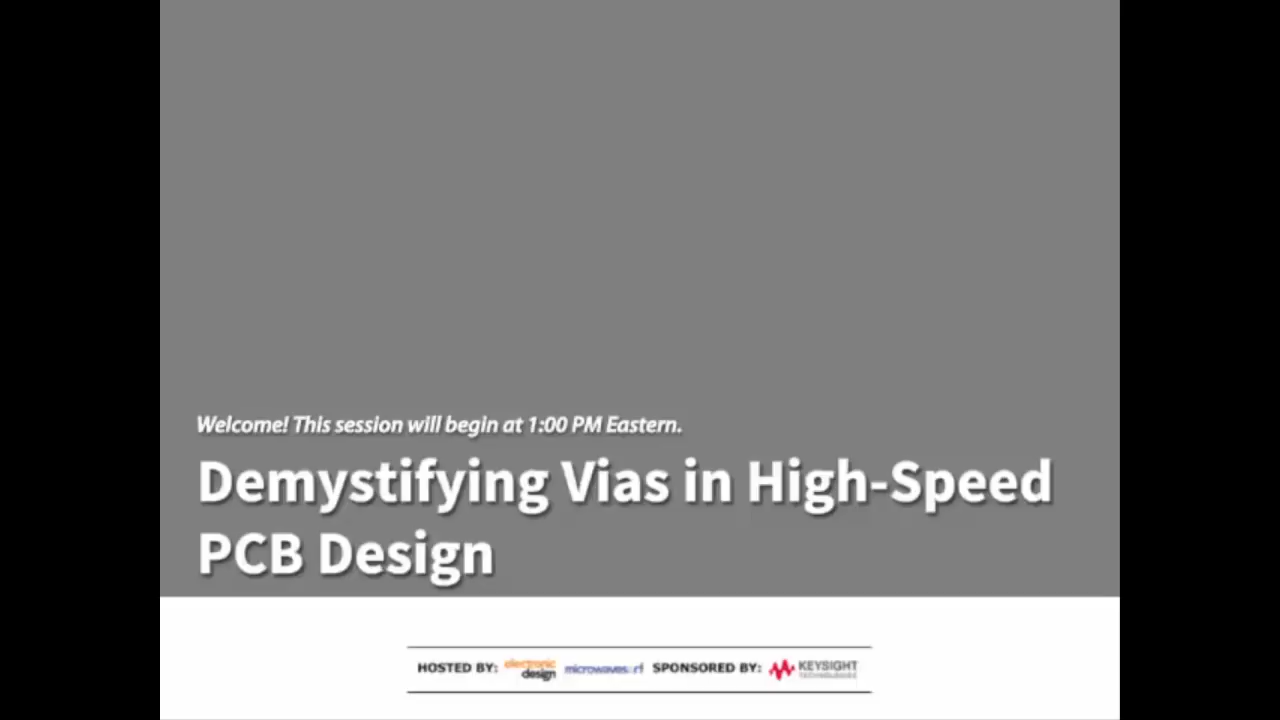 Welcome! This session will begin at 1:00 PM Eastern.
Demystifying Vias in High-Speed
PCB Design
HOSTED BY: electronic design microwaves&rf SPONSORED BY: KEYSIGHT TECHNOLOGIES